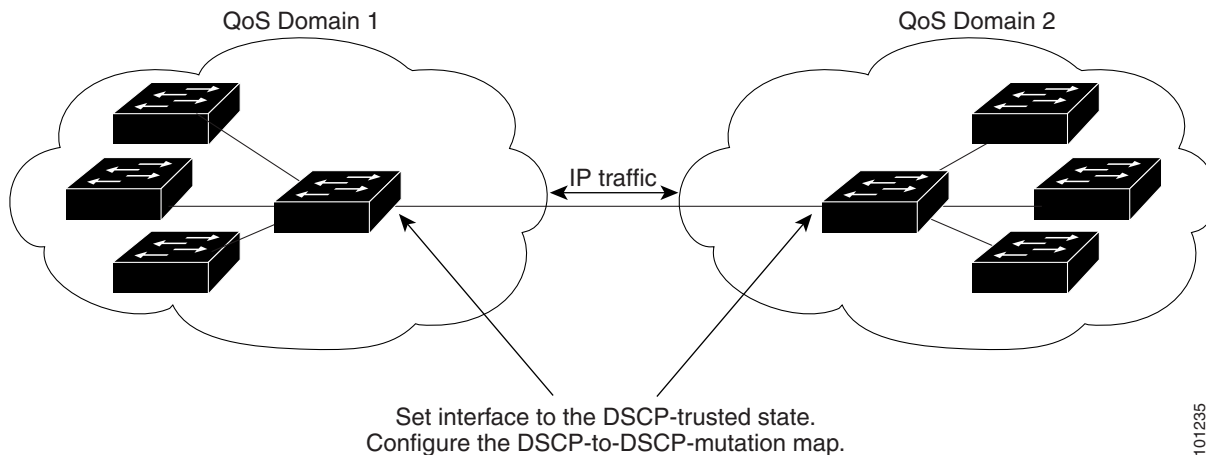 QoS Domain 1
QoS Domain 2
IP traffic
Set interface to the DSCP-trusted state.
Configure the DSCP-to-DSCP-mutation map.
101235